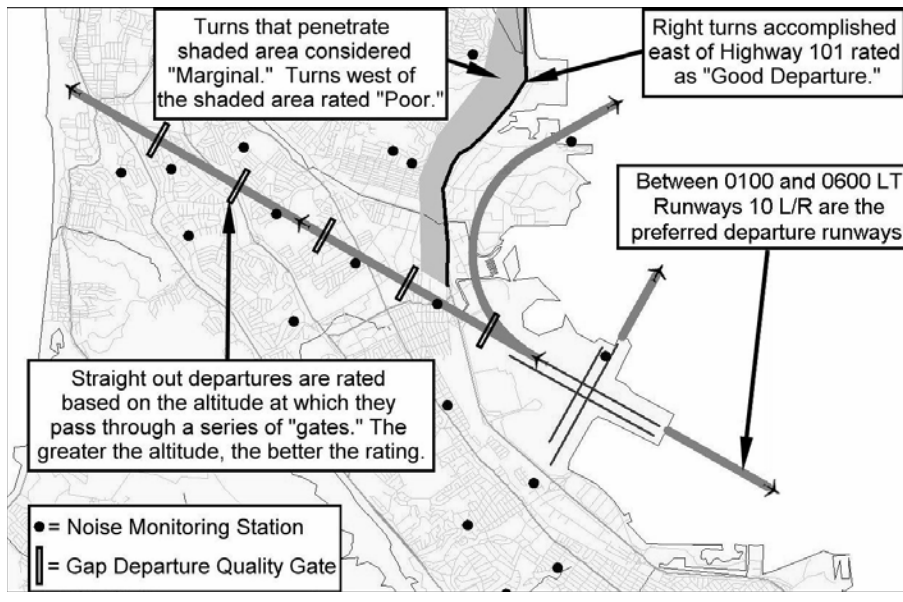 Turns that penetrate
shaded area considered
"Marginal." Turns west of
the shaded area rated "Poor."
Right turns accomplished
east of Highway 101 rated
as "Good Departure."
Between 0100 and 0600 LT
Runways 10 L/R are the
preferred departure runways
Straight out departures are rated
based on the altitude at which they
pass through a series of "gates." The
greater the altitude, the better the rating.
= Noise Monitoring Station
= Gap Departure Quality Gate